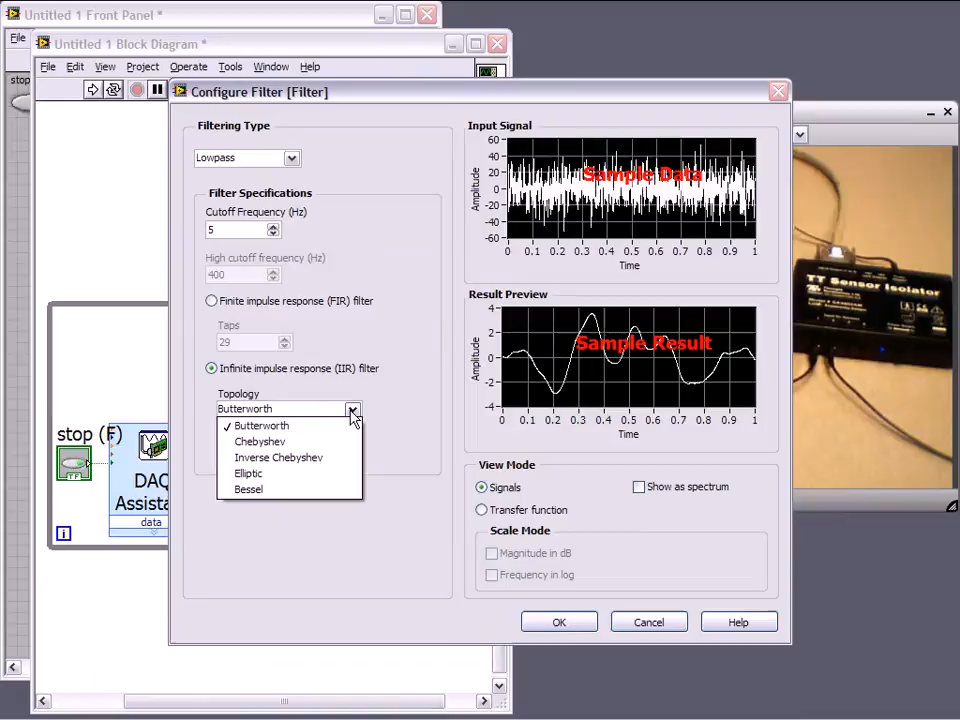 Untitled 1 Front Panel *
File
Untitled 1 Block Diagram *
File Edit View Project Operate Tools Window Help
stop
Configure Filter [Filter]
Filtering Type
Lowpass
Filter Specifications
Cutoff Frequency (Hz)
5
High cutoff frequency (Hz)
400
Finite impulse response (FIR) filter
Taps
29
Infinite impulse response (IIR) filter
Topology
Butterworth
Butterworth
Chebyshev
Inverse Chebyshev
Elliptic
Bessel
Input Signal
Sample Data
Amplitude
60
40
20
0
-20
-40
-60
0 0.1 0.2 0.3 0.4 0.5 0.6 0.7 0.8 0.9 1
Time
Result Preview
Sample Result
Amplitude
4
2
0
-2
-4
0 0.1 0.2 0.3 0.4 0.5 0.6 0.7 0.8 0.9 1
Time
View Mode
Signals
Show as spectrum
Transfer function
Scale Mode
Magnitude in dB
Frequency in log
OK Cancel Help
stop (F)
TF
DAQ
Assista
data
i
TT Sensor Isolator